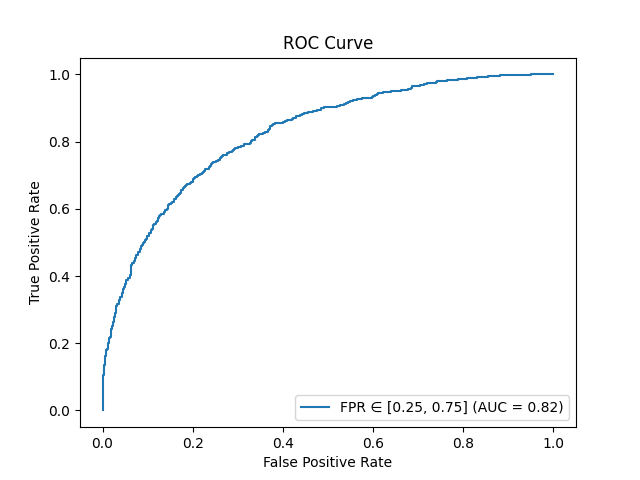 ROC Curve
True Positive Rate
1.0
0.8
0.6
0.4
0.2
0.0
FPR ∈ [0.25, 0.75] (AUC = 0.82)
0.0 0.2 0.4 0.6 0.8 1.0
False Positive Rate